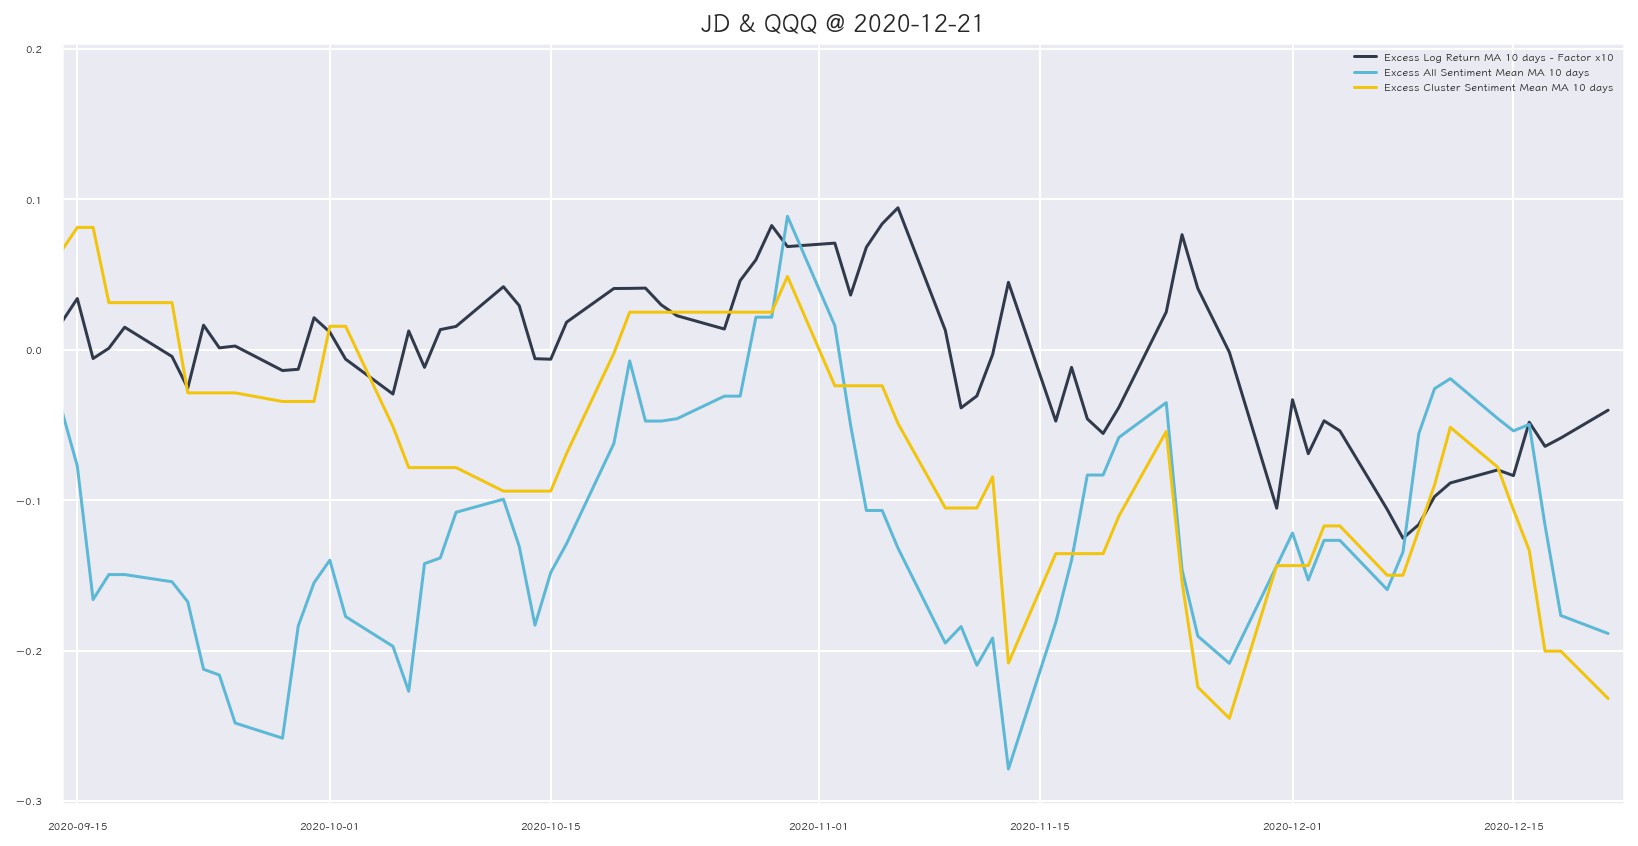 JD & QQQ @ 2020-12-21
0.2
0.1
0.0
−0.1
−0.2
−0.3
Excess Log Return MA 10 days - Factor x10
Excess All Sentiment Mean MA 10 days
Excess Cluster Sentiment Mean MA 10 days
2020-09-15 2020-10-01 2020-10-15 2020-11-01 2020-11-15 2020-12-01 2020-12-15